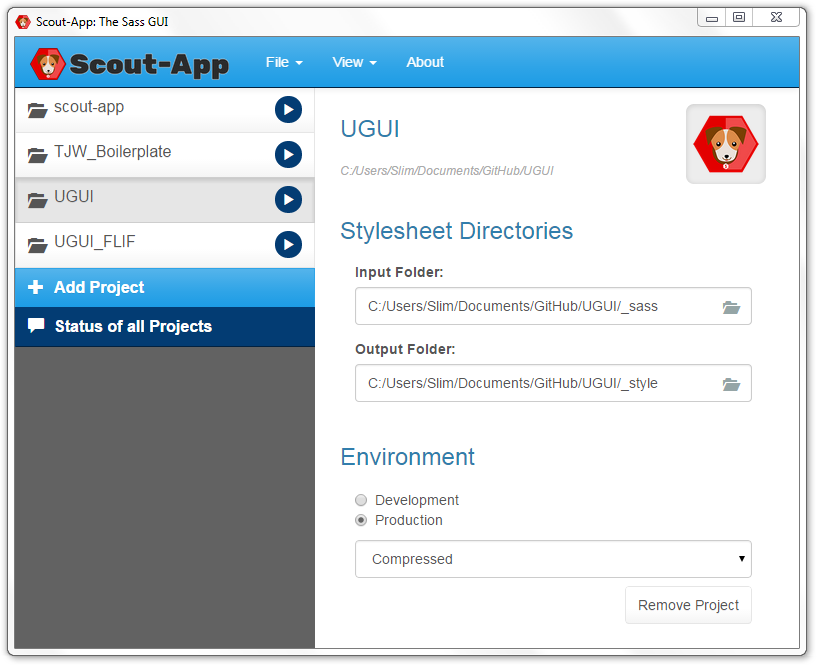 Scout-App: The Sass GUI
Scout-App File View About
scout-app
TJW_Boilerplate
UGUI
UGUI_FLIF
Add Project
Status of all Projects
UGUI
C:/Users/Slim/Documents/GitHub/UGUI
Stylesheet Directories
Input Folder:
C:/Users/Slim/Documents/GitHub/UGUI/_sass
Output Folder:
C:/Users/Slim/Documents/GitHub/UGUI/_style
Environment
Development
Production
Compressed
Remove Project